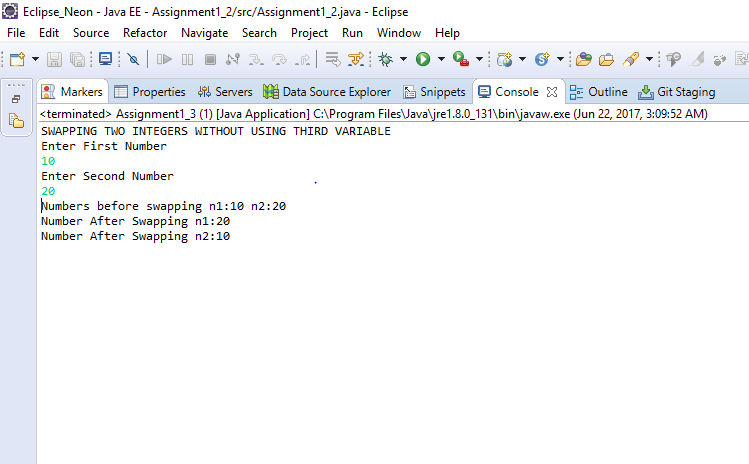 Eclipse_Neon - Java EE - Assignment1_2/src/Assignment1_2.java - Eclipse
File Edit Source Refactor Navigate Search Project Run Window Help
Markers Properties Servers Data Source Explorer Snippets Console Outline Git Staging
<terminated> Assignment1_3 (1) [Java Application] C:\Program Files\Java\jre1.8.0_131\bin\javaw.exe (Jun 22, 2017, 3:09:52 AM)
SWAPPING TWO INTEGERS WITHOUT USING THIRD VARIABLE
Enter First Number
10
Enter Second Number
20
Numbers before swapping n1:10 n2:20
Number After Swapping n1:20
Number After Swapping n2:10